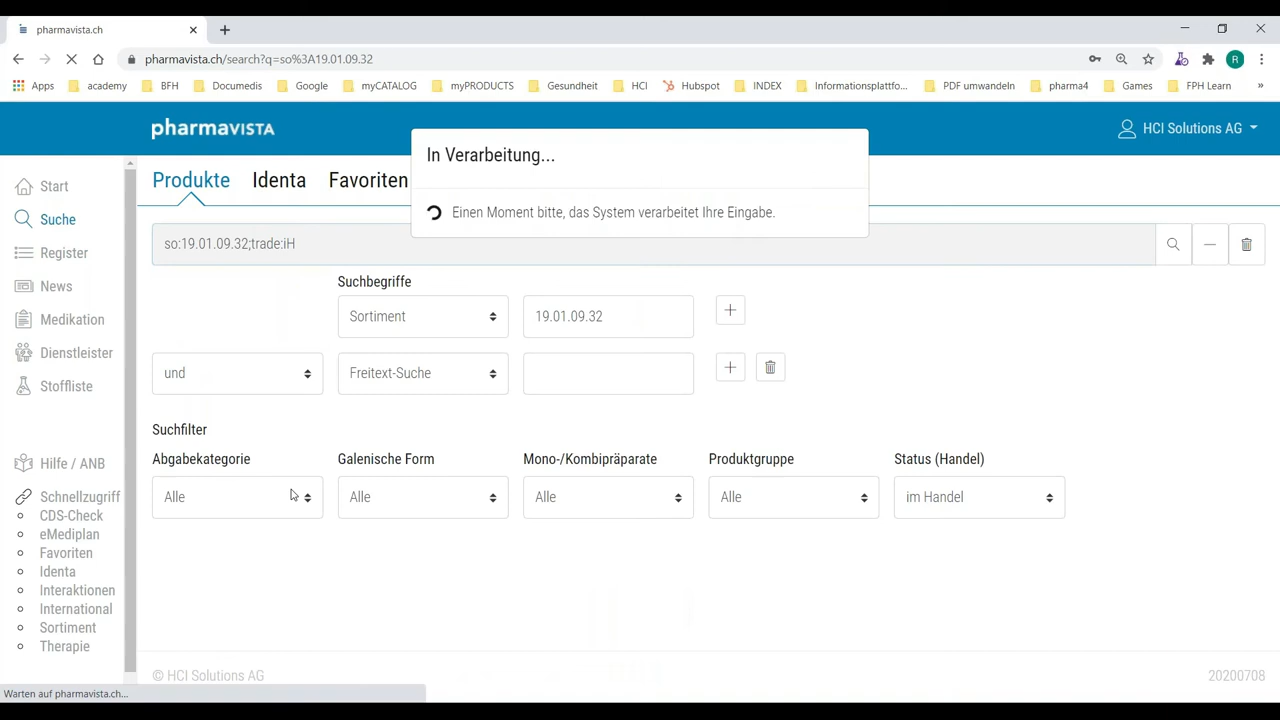 pharmavista.ch
pharmavista.ch/search?q=so%3A19.01.09.32
R
Apps academy BFH Documedis Google myCATALOG myPRODUCTS Gesundheit HCI Hubspot INDEX Informationsplattfo... PDF umwandeln pharma4 Games FPH Learn »
pharmaVISTA
HCI Solutions AG
In Verarbeitung...
Einen Moment bitte, das System verarbeitet Ihre Eingabe.
Start
Suche
Register
News
Medikation
Dienstleister
Stoffliste
Hilfe / ANB
Schnellzugriff
CDS-Check
eMediplan
Favoriten
Identa
Interaktionen
International
Sortiment
Therapie
Produkte Identa Favoriten
so:19.01.09.32;trade:iH
Suchbegriffe
Sortiment 19.01.09.32
und Freitext-Suche
Suchfilter
Abgabekategorie Galenische Form Mono-/Kombipräparate Produktgruppe Status (Handel)
Alle Alle Alle Alle im Handel
© HCI Solutions AG 20200708
Warten auf pharmavista.ch...